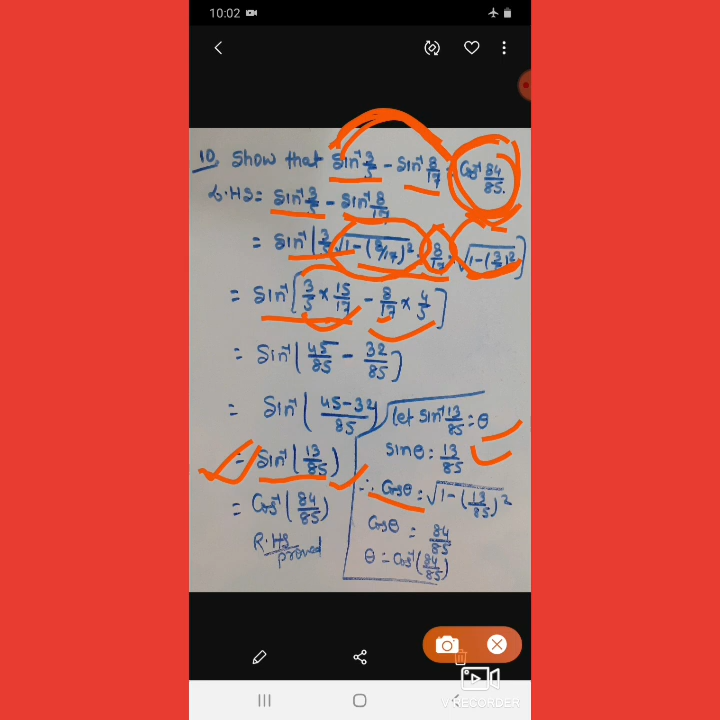 10:02
10. Show that Sin⁻¹ 3/5 - Sin⁻¹ 8/17 = Cos⁻¹ 84/85.
L.HS = Sin⁻¹ 3/5 - Sin⁻¹ 8/17
= Sin⁻¹ [3/5 √1-(8/17)² - 8/17 √1-(3/5)²]
= Sin⁻¹ [3/5 × 15/17 - 8/17 × 4/5]
= Sin⁻¹ [45/85 - 32/85]
= Sin⁻¹ (45-32/85)
= Sin⁻¹ (13/85)
= Cos⁻¹ (84/85)
R.HS
proved
let Sin⁻¹ 13/85 = θ
Sinθ = 13/85
∴ Cosθ = √1-(13/85)²
Cosθ = 84/85
θ = Cos⁻¹(84/85)
VRECORDER